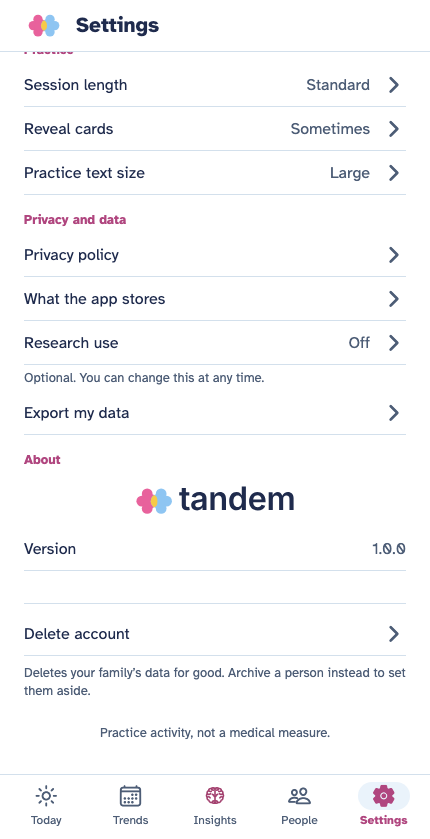 Settings
Practice
Session length Standard
Reveal cards Sometimes
Practice text size Large
Privacy and data
Privacy policy
What the app stores
Research use Off
Optional. You can change this at any time.
Export my data
About
tandem
Version 1.0.0
Delete account
Deletes your family's data for good. Archive a person instead to set
them aside.
Practice activity, not a medical measure.
Today Trends Insights People Settings